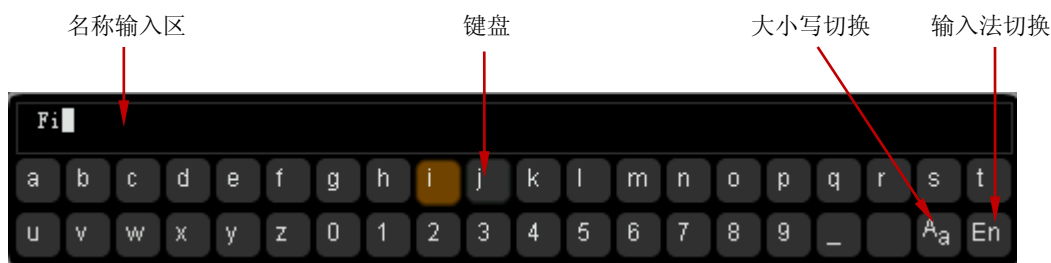 名称输入区 键盘 大小写切换 输入法切换
Fi
a b c d e f g h i j k l m n o p q r s t
u v w x y z 0 1 2 3 4 5 6 7 8 9 _ Aa En